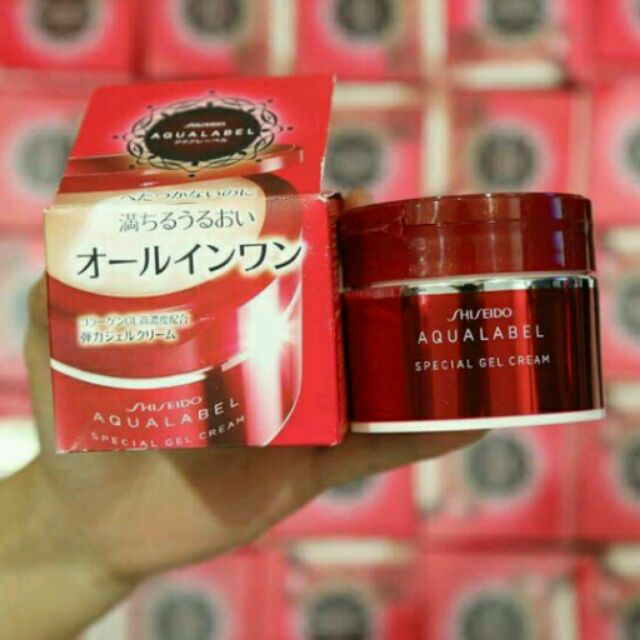 SHISEIDO
AQUALABEL
アクアレーベル
べたつかないのに
満ちるうるおい
オールインワン
コラーゲンGL高濃度配合
弾力ジェルクリーム
SHISEIDO
AQUALABEL
SPECIAL GEL CREAM
SHISEIDO
AQUALABEL
SPECIAL GEL CREAM